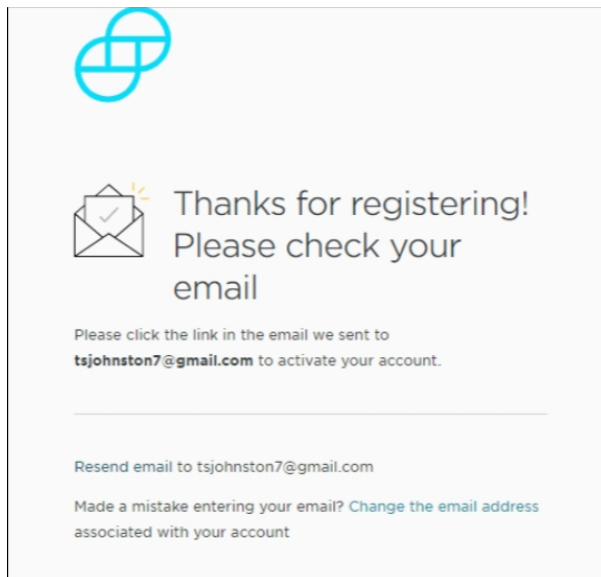 Thanks for registering!
Please check your
email
Please click the link in the email we sent to
tsjohnston7@gmail.com to activate your account.
Resend email to tsjohnston7@gmail.com
Made a mistake entering your email? Change the email address
associated with your account